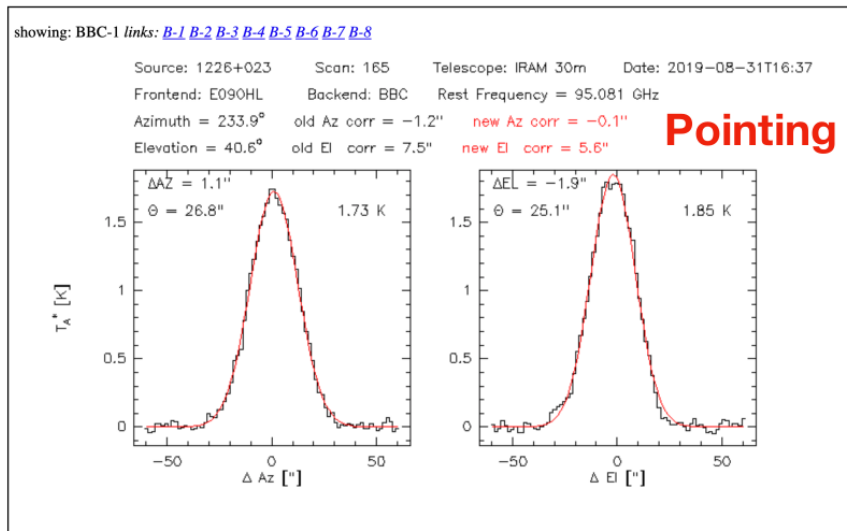 showing: BBC-1 links: B-1 B-2 B-3 B-4 B-5 B-6 B-7 B-8
Source: 1226+023 Scan: 165 Telescope: IRAM 30m Date: 2019-08-31T16:37
Frontend: E090HL Backend: BBC Rest Frequency = 95.081 GHz
Azimuth = 233.9° old Az corr = -1.2" new Az corr = -0.1"
Elevation = 40.6° old El corr = 7.5" new El corr = 5.6"
Pointing
ΔAZ = 1.1"
Θ = 26.8" 1.73 K
1.5
1
0.5
0
T_A* [K]
-50 0 50
Δ Az ["]
ΔEL = -1.9"
Θ = 25.1" 1.85 K
1.5
1
0.5
0
-50 0 50
Δ El ["]